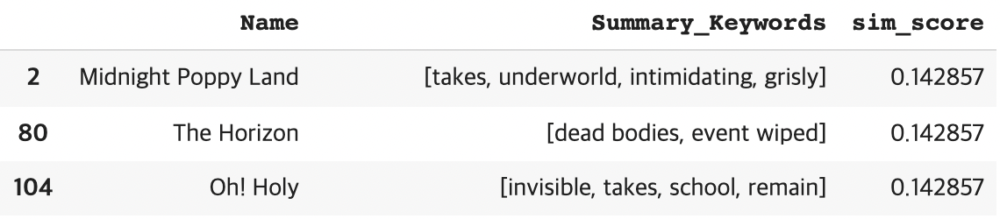 Name Summary_Keywords sim_score
2 Midnight Poppy Land [takes, underworld, intimidating, grisly] 0.142857
80 The Horizon [dead bodies, event wiped] 0.142857
104 Oh! Holy [invisible, takes, school, remain] 0.142857